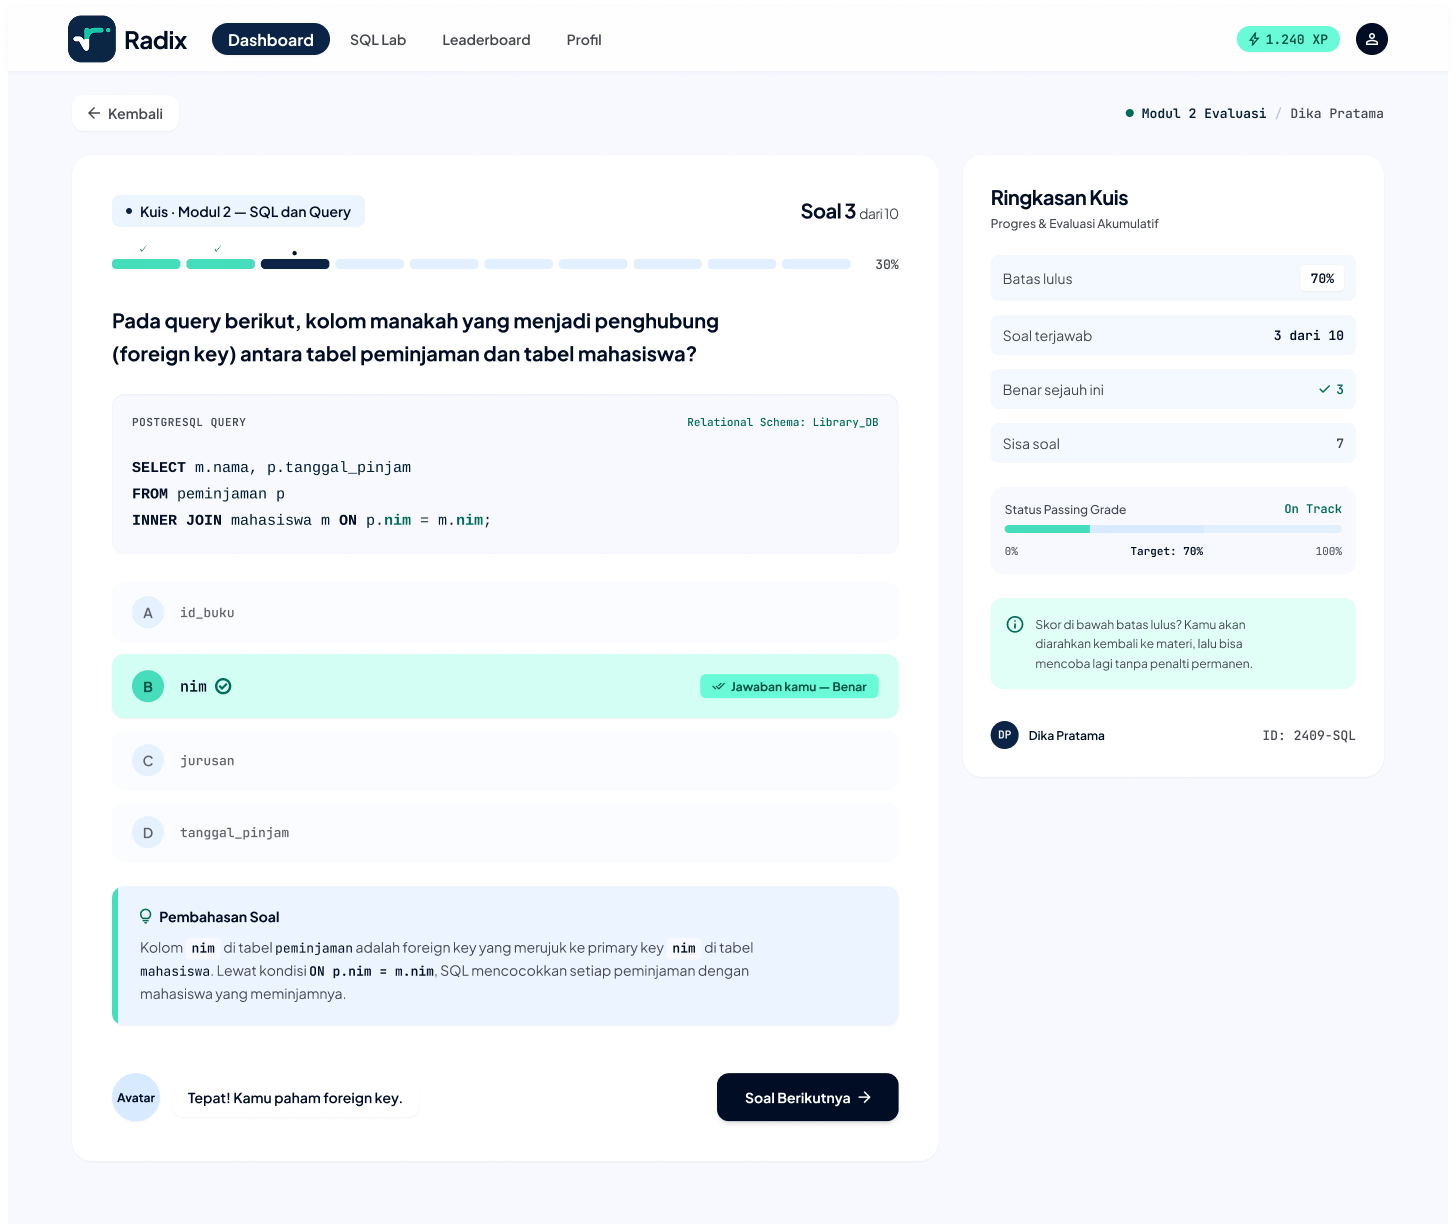 Radix
Dashboard
SQL Lab
Leaderboard
Profil
1.240 XP
Kembali
Modul 2 Evaluasi / Dika Pratama
Kuis · Modul 2 — SQL dan Query
Soal 3 dari 10
✓
✓
30%
Pada query berikut, kolom manakah yang menjadi penghubung
(foreign key) antara tabel peminjaman dan tabel mahasiswa?
POSTGRESQL QUERY
Relational Schema: Library_DB
SELECT m.nama, p.tanggal_pinjam
FROM peminjaman p
INNER JOIN mahasiswa m ON p.nim = m.nim;
A
id_buku
B
nim
Jawaban kamu — Benar
C
jurusan
D
tanggal_pinjam
Pembahasan Soal
Kolom nim di tabel peminjaman adalah foreign key yang merujuk ke primary key nim di tabel
mahasiswa. Lewat kondisi ON p.nim = m.nim, SQL mencocokkan setiap peminjaman dengan
mahasiswa yang meminjamnya.
Avatar
Tepat! Kamu paham foreign key.
Soal Berikutnya →
Ringkasan Kuis
Progres & Evaluasi Akumulatif
Batas lulus
70%
Soal terjawab
3 dari 10
Benar sejauh ini
✓ 3
Sisa soal
7
Status Passing Grade
On Track
0%
Target: 70%
100%
Skor di bawah batas lulus? Kamu akan
diarahkan kembali ke materi, lalu bisa
mencoba lagi tanpa penalti permanen.
DP
Dika Pratama
ID: 2409-SQL